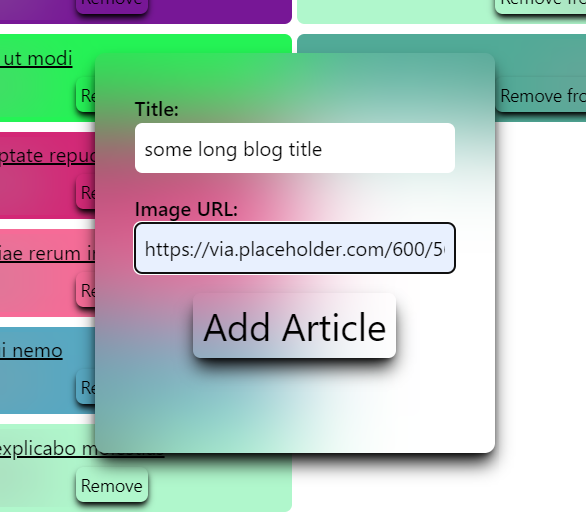 Remove
Remove fro
ut modi
Re
Remove fro
Title:
some long blog title
ptate repud
Re
Image URL:
https://via.placeholder.com/600/5
iae rerum i
Re
Add Article
i nemo
Re
explicabo
Remove